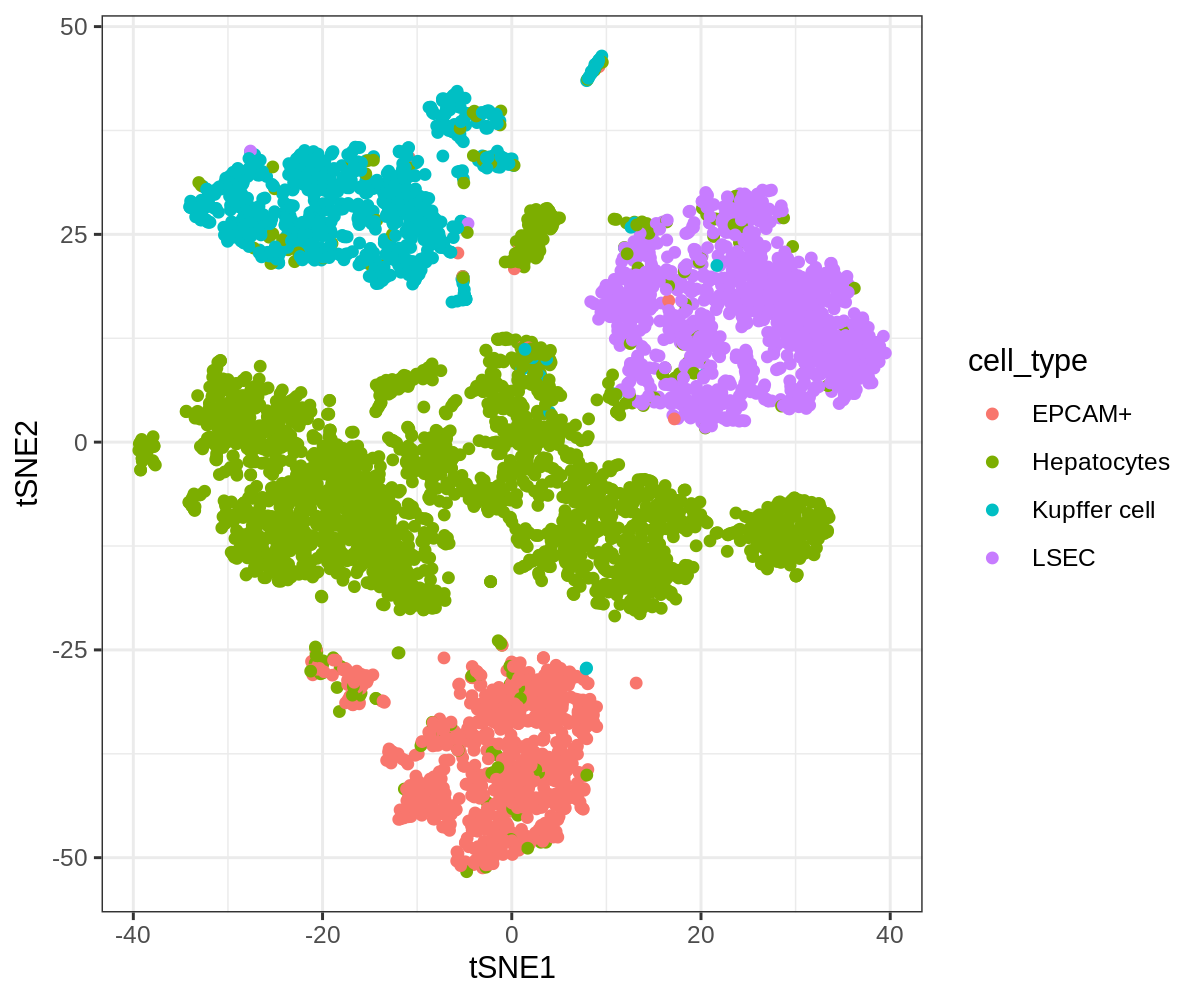 50
25
0
-25
-50
-40
-20
0
20
40
tSNE1
tSNE2
cell_type
EPCAM+
Hepatocytes
Kupffer cell
LSEC